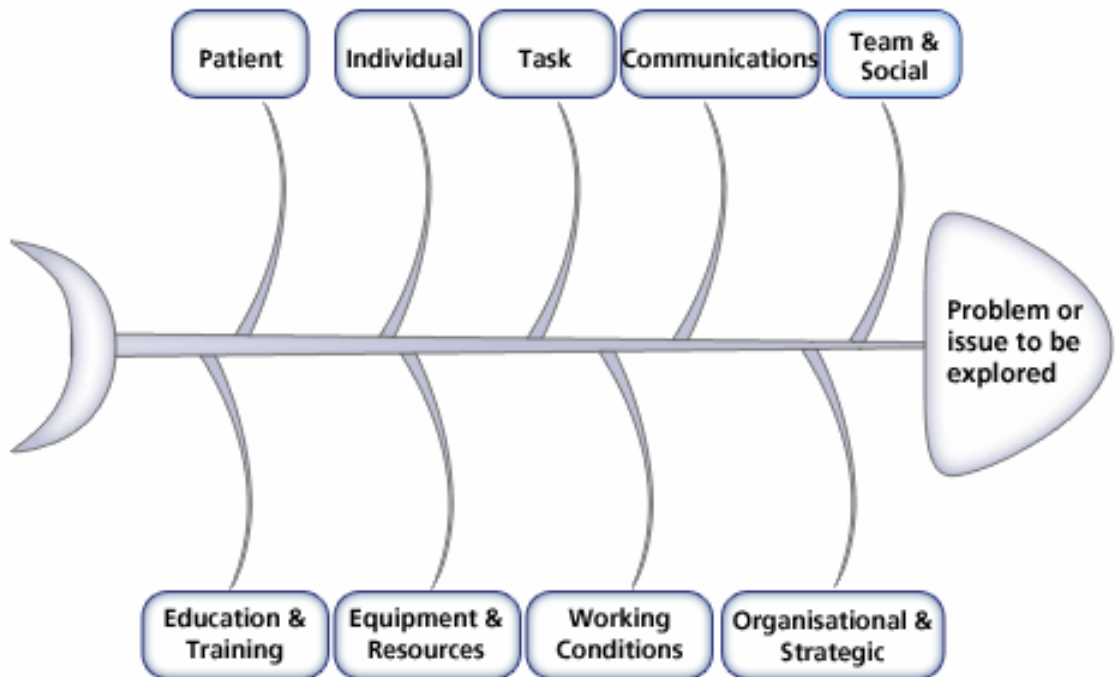 Patient
Individual
Task
Communications
Team &
Social
Problem or
issue to be
explored
Education &
Training
Equipment &
Resources
Working
Conditions
Organisational &
Strategic